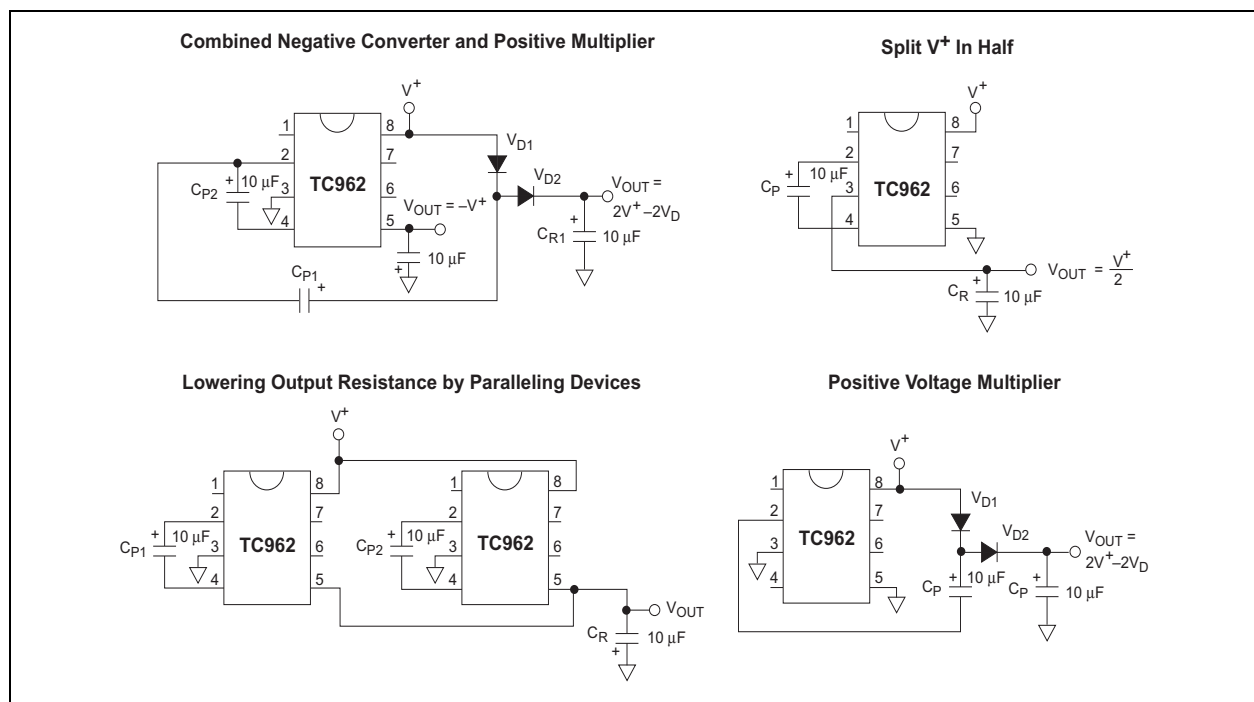 Combined Negative Converter and Positive Multiplier
V+
1
2
3
4
8
7
6
5
TC962
CP2
+
10 µF
VOUT = –V+
10 µF
+
CP1
+
VD1
VD2
VOUT =
2V+–2VD
+
CR1
10 µF
Split V+ In Half
V+
1
2
3
4
8
7
6
5
TC962
CP
+
10 µF
VOUT = V+
2
+
CR
10 µF
Lowering Output Resistance by Paralleling Devices
V+
1
2
3
4
8
7
6
5
TC962
CP1
+
10 µF
1
2
3
4
8
7
6
5
TC962
CP2
+
10 µF
VOUT
CR
10 µF
+
Positive Voltage Multiplier
V+
1
2
3
4
8
7
6
5
TC962
VD1
VD2
VOUT =
2V+–2VD
+
10 µF
CP
+
CP
10 µF